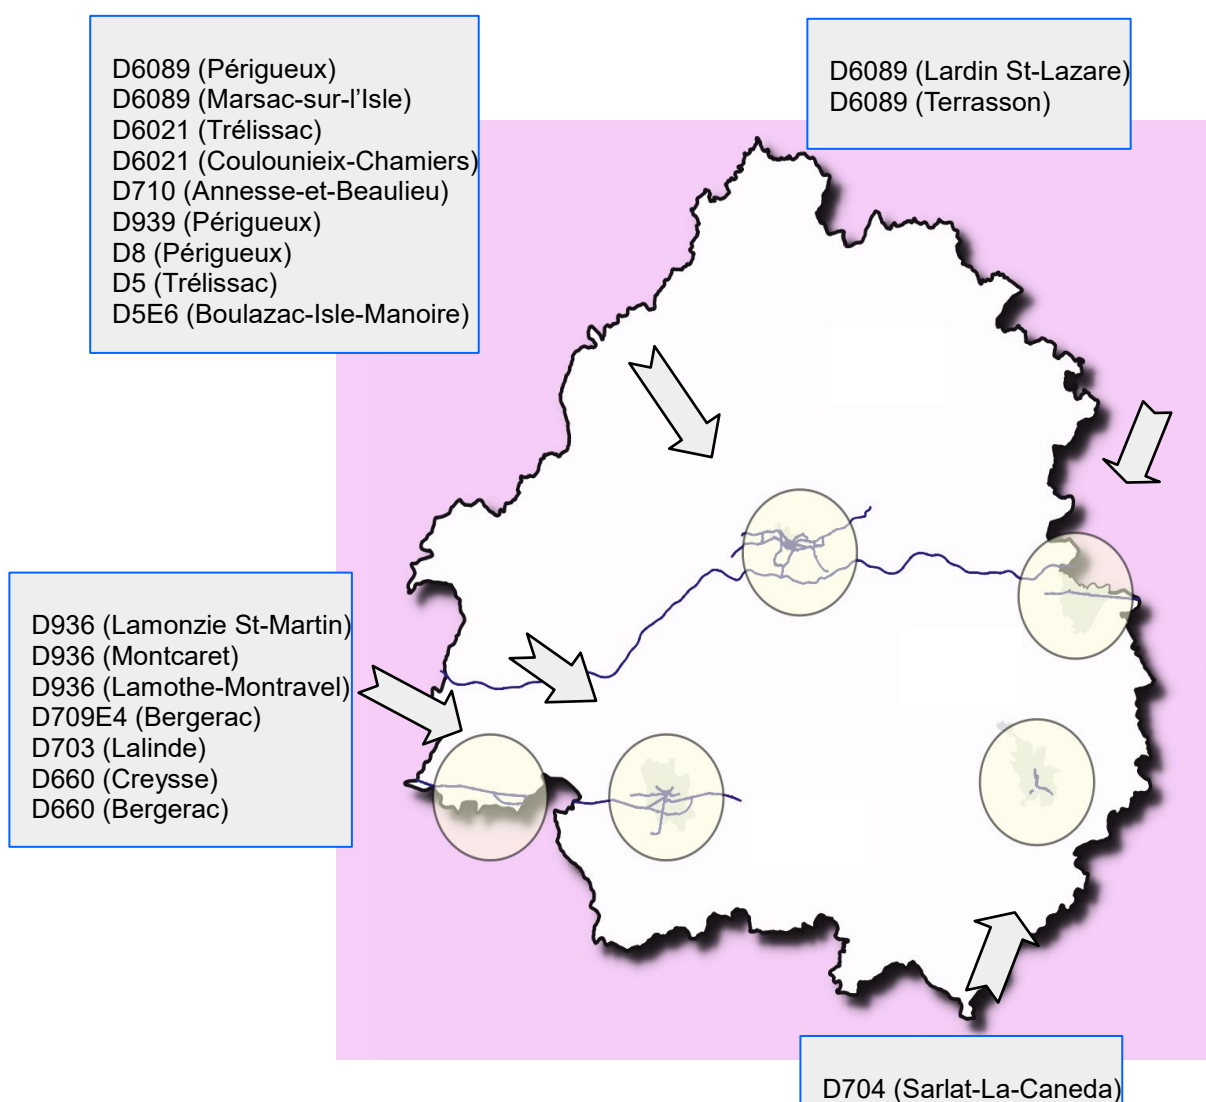 D6089 (Périgueux)
D6089 (Marsac-sur-l'Isle)
D6021 (Trélissac)
D6021 (Coulounieix-Chamiers)
D710 (Annesse-et-Beaulieu)
D939 (Périgueux)
D8 (Périgueux)
D5 (Trélissac)
D5E6 (Boulazac-Isle-Manoire)
D6089 (Lardin St-Lazare)
D6089 (Terrasson)
D936 (Lamonzie St-Martin)
D936 (Montcaret)
D936 (Lamothe-Montravel)
D709E4 (Bergerac)
D703 (Lalinde)
D660 (Creysse)
D660 (Bergerac)
D704 (Sarlat-La-Caneda)